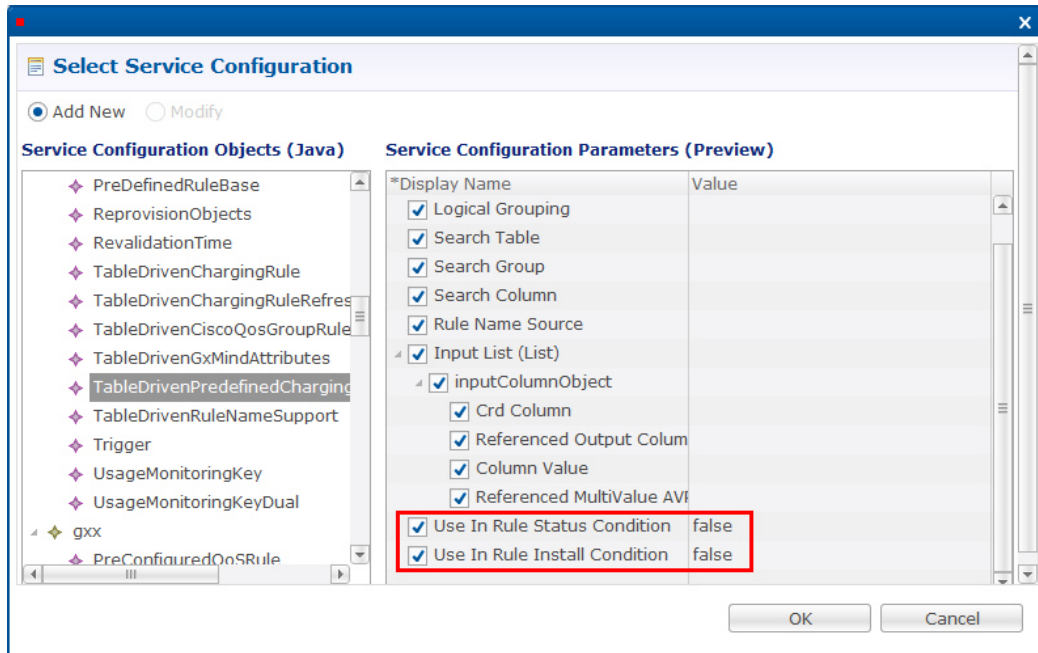 x
Select Service Configuration
Add New Modify
Service Configuration Objects (Java)
PreDefinedRuleBase
ReprovisionObjects
RevalidationTime
TableDrivenChargingRule
TableDrivenChargingRuleRefres
TableDrivenCiscoQosGroupRule
TableDrivenGxMindAttributes
TableDrivenPredefinedCharging
TableDrivenRuleNameSupport
Trigger
UsageMonitoringKey
UsageMonitoringKeyDual
gxx
PreConfiguredQoSRule
Service Configuration Parameters (Preview)
*Display Name Value
Logical Grouping
Search Table
Search Group
Search Column
Rule Name Source
Input List (List)
inputColumnObject
Crd Column
Referenced Output Colum
Column Value
Referenced MultiValue AVP
Use In Rule Status Condition false
Use In Rule Install Condition false
OK Cancel